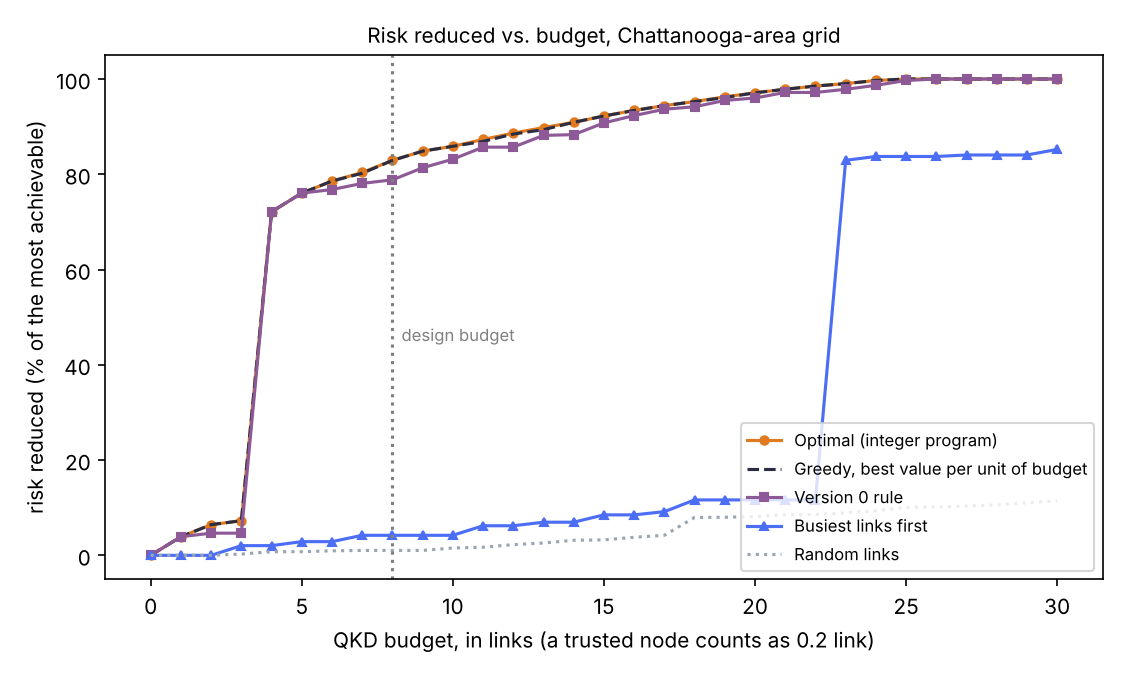 Risk reduced vs. budget, Chattanooga-area grid
risk reduced (% of the most achievable)
100
80
60
40
20
0
design budget
Optimal (integer program)
Greedy, best value per unit of budget
Version 0 rule
Busiest links first
Random links
0 5 10 15 20 25 30
QKD budget, in links (a trusted node counts as 0.2 link)